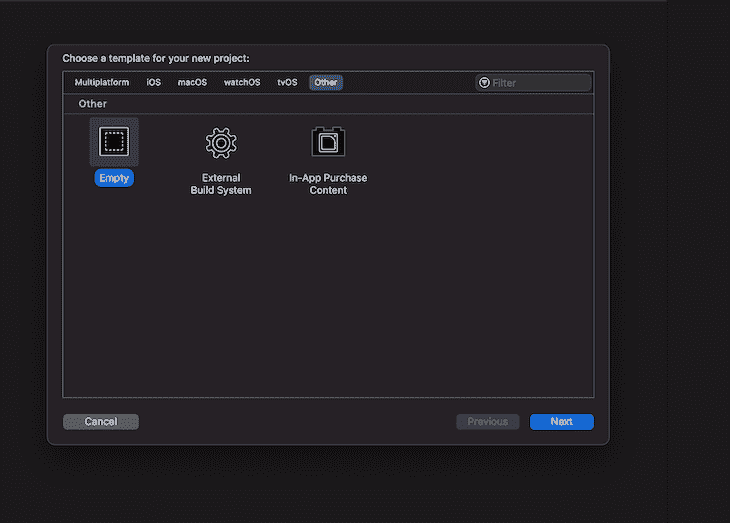 Choose a template for your new project:
Multiplatform iOS macOS watchOS tvOS Other Filter
Other
Empty External Build System In-App Purchase Content
Cancel Previous Next